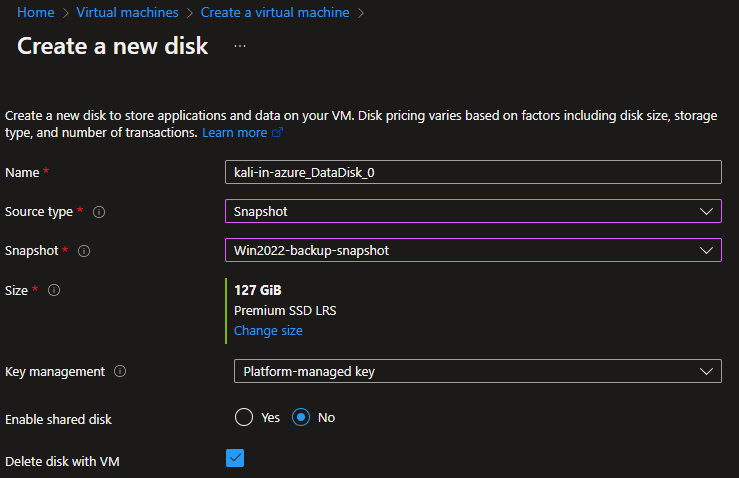 Home > Virtual machines > Create a virtual machine >
Create a new disk ...
Create a new disk to store applications and data on your VM. Disk pricing varies based on factors including disk size, storage
type, and number of transactions. Learn more
Name *
kali-in-azure_DataDisk_0
Source type *
Snapshot
Snapshot *
Win2022-backup-snapshot
Size *
127 GiB
Premium SSD LRS
Change size
Key management
Platform-managed key
Enable shared disk
Yes No
Delete disk with VM